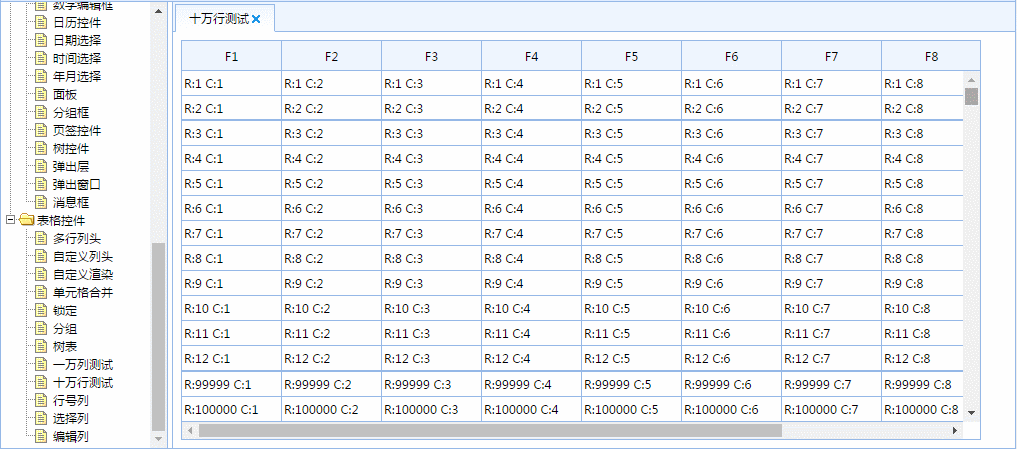 数字编辑框
日历控件
日期选择
时间选择
年月选择
面板
分组框
页签控件
树控件
弹出层
弹出窗口
消息框
表格控件
多行列头
自定义列头
自定义渲染
单元格合并
锁定
分组
树表
一万列测试
十万行测试
行号列
选择列
编辑列
十万行测试
F1 F2 F3 F4 F5 F6 F7 F8
R:1 C:1 R:1 C:2 R:1 C:3 R:1 C:4 R:1 C:5 R:1 C:6 R:1 C:7 R:1 C:8
R:2 C:1 R:2 C:2 R:2 C:3 R:2 C:4 R:2 C:5 R:2 C:6 R:2 C:7 R:2 C:8
R:3 C:1 R:3 C:2 R:3 C:3 R:3 C:4 R:3 C:5 R:3 C:6 R:3 C:7 R:3 C:8
R:4 C:1 R:4 C:2 R:4 C:3 R:4 C:4 R:4 C:5 R:4 C:6 R:4 C:7 R:4 C:8
R:5 C:1 R:5 C:2 R:5 C:3 R:5 C:4 R:5 C:5 R:5 C:6 R:5 C:7 R:5 C:8
R:6 C:1 R:6 C:2 R:6 C:3 R:6 C:4 R:6 C:5 R:6 C:6 R:6 C:7 R:6 C:8
R:7 C:1 R:7 C:2 R:7 C:3 R:7 C:4 R:7 C:5 R:7 C:6 R:7 C:7 R:7 C:8
R:8 C:1 R:8 C:2 R:8 C:3 R:8 C:4 R:8 C:5 R:8 C:6 R:8 C:7 R:8 C:8
R:9 C:1 R:9 C:2 R:9 C:3 R:9 C:4 R:9 C:5 R:9 C:6 R:9 C:7 R:9 C:8
R:10 C:1 R:10 C:2 R:10 C:3 R:10 C:4 R:10 C:5 R:10 C:6 R:10 C:7 R:10 C:8
R:11 C:1 R:11 C:2 R:11 C:3 R:11 C:4 R:11 C:5 R:11 C:6 R:11 C:7 R:11 C:8
R:12 C:1 R:12 C:2 R:12 C:3 R:12 C:4 R:12 C:5 R:12 C:6 R:12 C:7 R:12 C:8
R:99999 C:1 R:99999 C:2 R:99999 C:3 R:99999 C:4 R:99999 C:5 R:99999 C:6 R:99999 C:7 R:99999 C:8
R:100000 C:1 R:100000 C:2 R:100000 C:3 R:100000 C:4 R:100000 C:5 R:100000 C:6 R:100000 C:7 R:100000 C:8